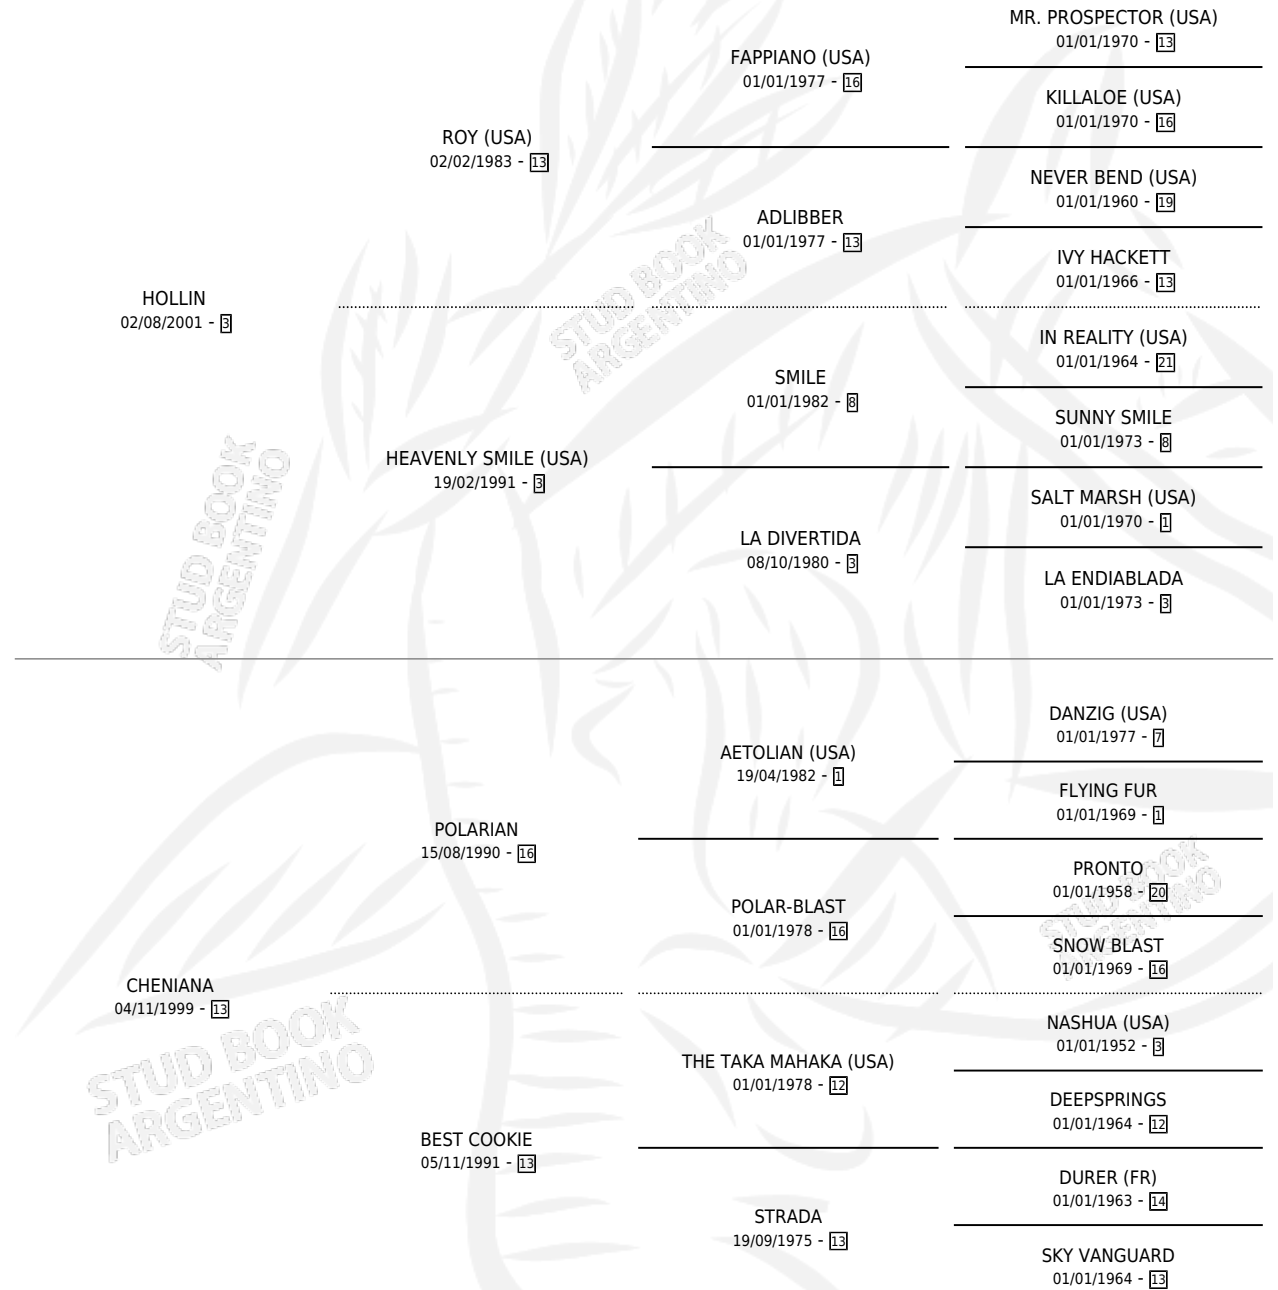 MR. PROSPECTOR (USA)
01/01/1970 - 13
FAPPIANO (USA)
01/01/1977 - 16
KILLALOE (USA)
01/01/1970 - 16
ROY (USA)
02/02/1983 - 13
NEVER BEND (USA)
01/01/1960 - 19
ADLIBBER
01/01/1977 - 13
IVY HACKETT
01/01/1966 - 13
HOLLIN
02/08/2001 - 3
IN REALITY (USA)
01/01/1964 - 21
SMILE
01/01/1982 - 8
SUNNY SMILE
01/01/1973 - 8
HEAVENLY SMILE (USA)
19/02/1991 - 3
SALT MARSH (USA)
01/01/1970 - 1
LA DIVERTIDA
08/10/1980 - 3
LA ENDIABLADA
01/01/1973 - 3
STUD BOOK
ARGENTINO
STUD BOOK
ARGENTINO
DANZIG (USA)
01/01/1977 - 7
AETOLIAN (USA)
19/04/1982 - 1
FLYING FUR
01/01/1969 - 1
POLARIAN
15/08/1990 - 16
PRONTO
01/01/1958 - 20
POLAR-BLAST
01/01/1978 - 16
SNOW BLAST
01/01/1969 - 16
CHENIANA
04/11/1999 - 13
NASHUA (USA)
01/01/1952 - 3
THE TAKA MAHAKA (USA)
01/01/1978 - 12
DEEPSPRINGS
01/01/1964 - 12
BEST COOKIE
05/11/1991 - 13
DURER (FR)
01/01/1963 - 14
STRADA
19/09/1975 - 13
SKY VANGUARD
01/01/1964 - 13
STUD BOOK
ARGENTINO
STUD BOOK
ARGENTINO